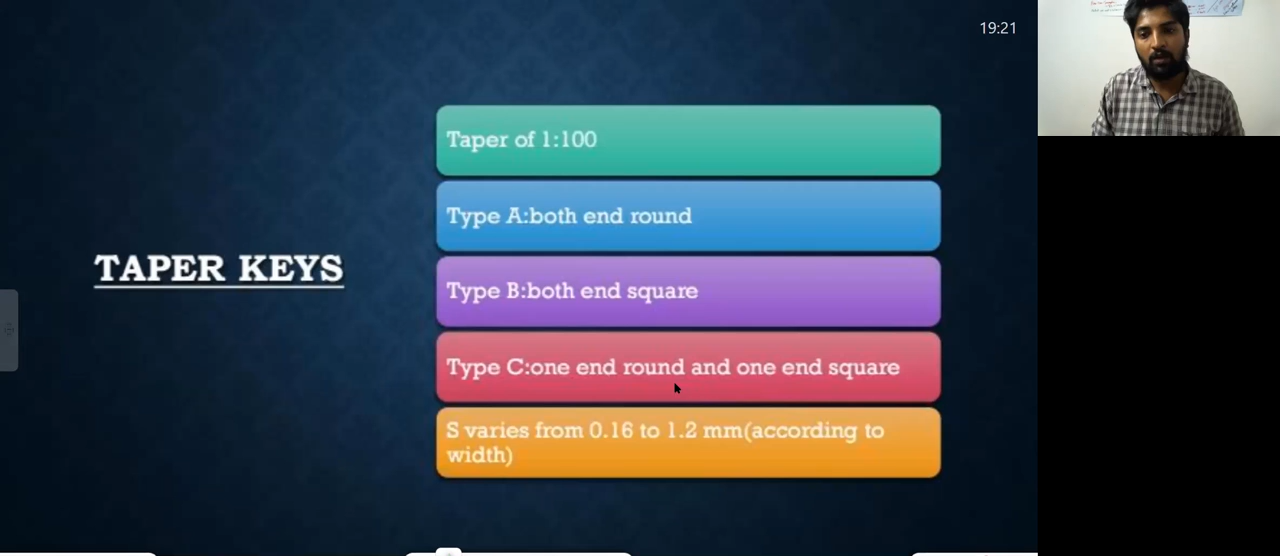 19:21
TAPER KEYS
Taper of 1:100
Type A:both end round
Type B:both end square
Type C:one end round and one end square
S varies from 0.16 to 1.2 mm(according to
width)